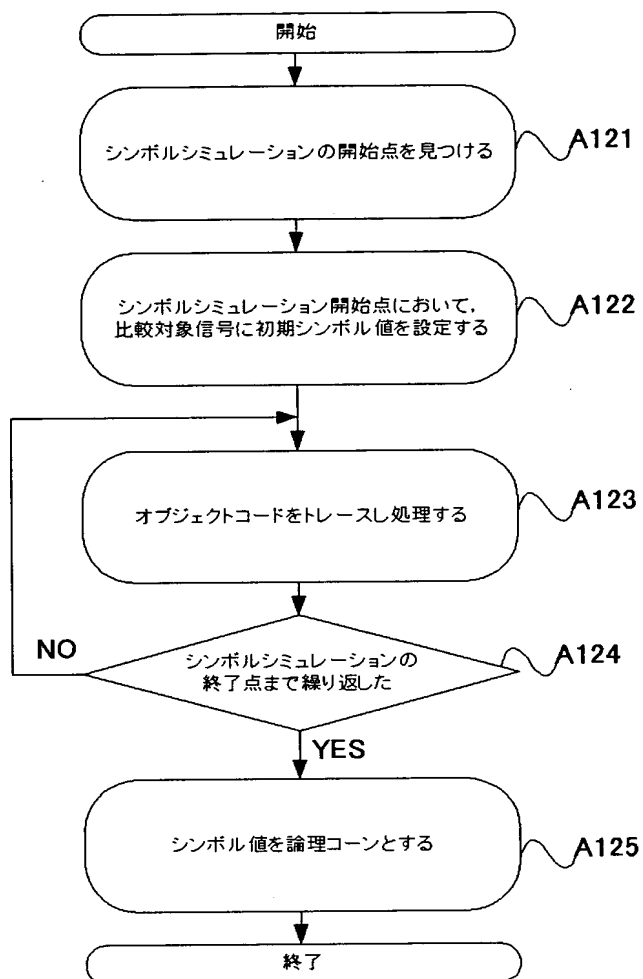 開始
シンボルシミュレーションの開始点を見つける
A121
シンボルシミュレーション開始点において,
比較対象信号に初期シンボル値を設定する
A122
オブジェクトコードをトレースし処理する
A123
シンボルシミュレーションの
終了点まで繰り返した
A124
NO
YES
シンボル値を論理コーンとする
A125
終了